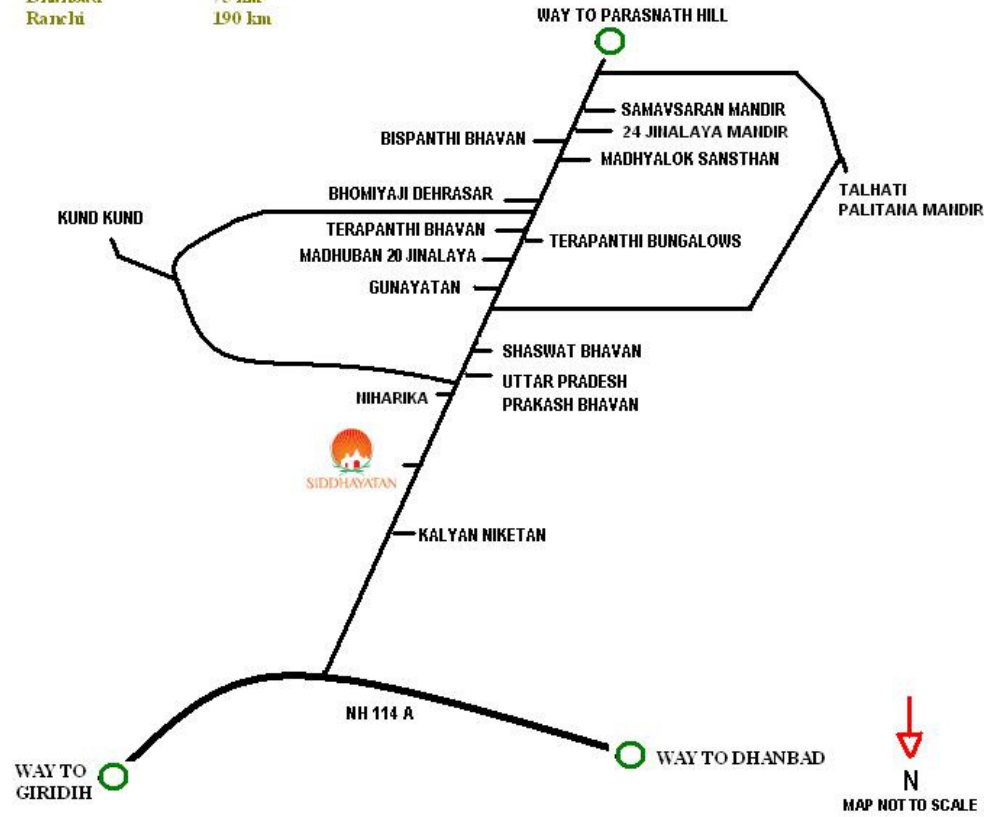 Ranchi 190 km
WAY TO PARASNATH HILL
SAMAVSARAN MANDIR
24 JINALAYA MANDIR
BISPANTHI BHAVAN
MADHYALOK SANSTHAN
BHOMIYAJI DEHRASAR
TALHATI
PALITANA MANDIR
KUND KUND
TERAPANTHI BHAVAN
TERAPANTHI BUNGALOWS
MADHUBAN 20 JINALAYA
GUNAYATAN
SHASWAT BHAVAN
UTTAR PRADESH
PRAKASH BHAVAN
NIHARIKA
SIDDHAYATAN
KALYAN NIKETAN
NH 114 A
WAY TO
GIRIDIH
WAY TO DHANBAD
N
MAP NOT TO SCALE